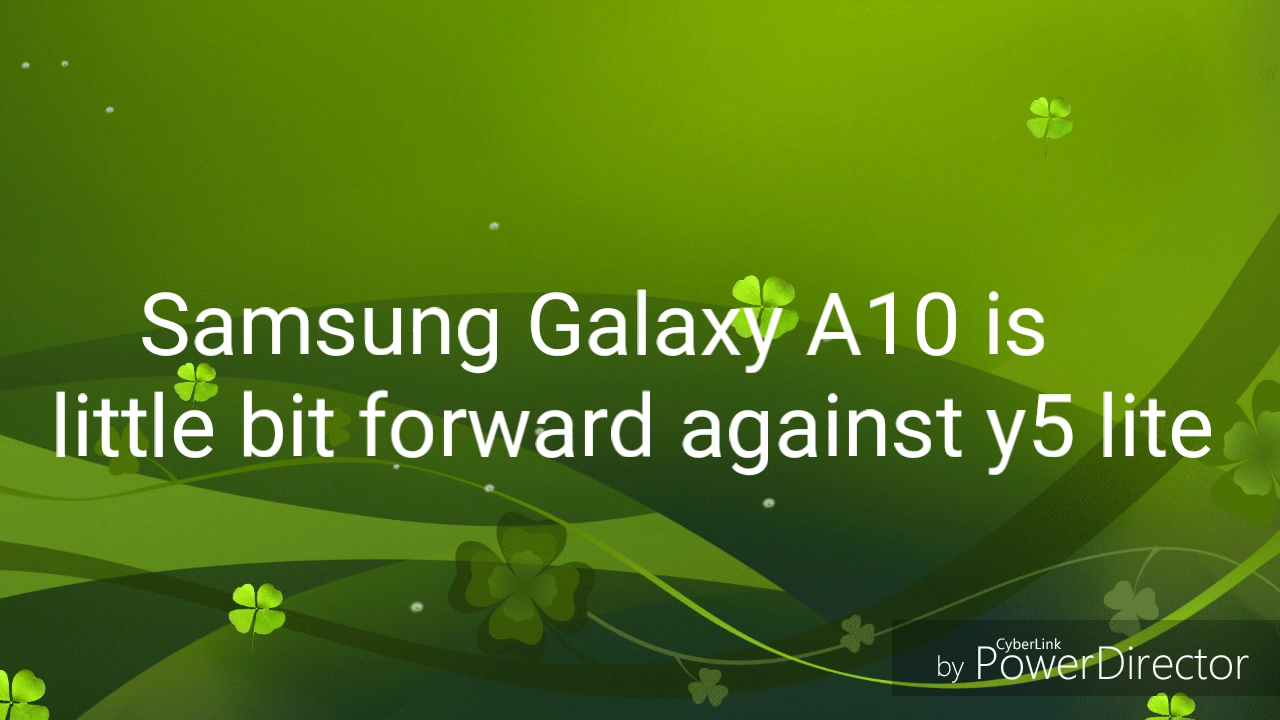 Samsung Galaxy A10 is
little bit forward against y5 lite
CyberLink
by PowerDirector